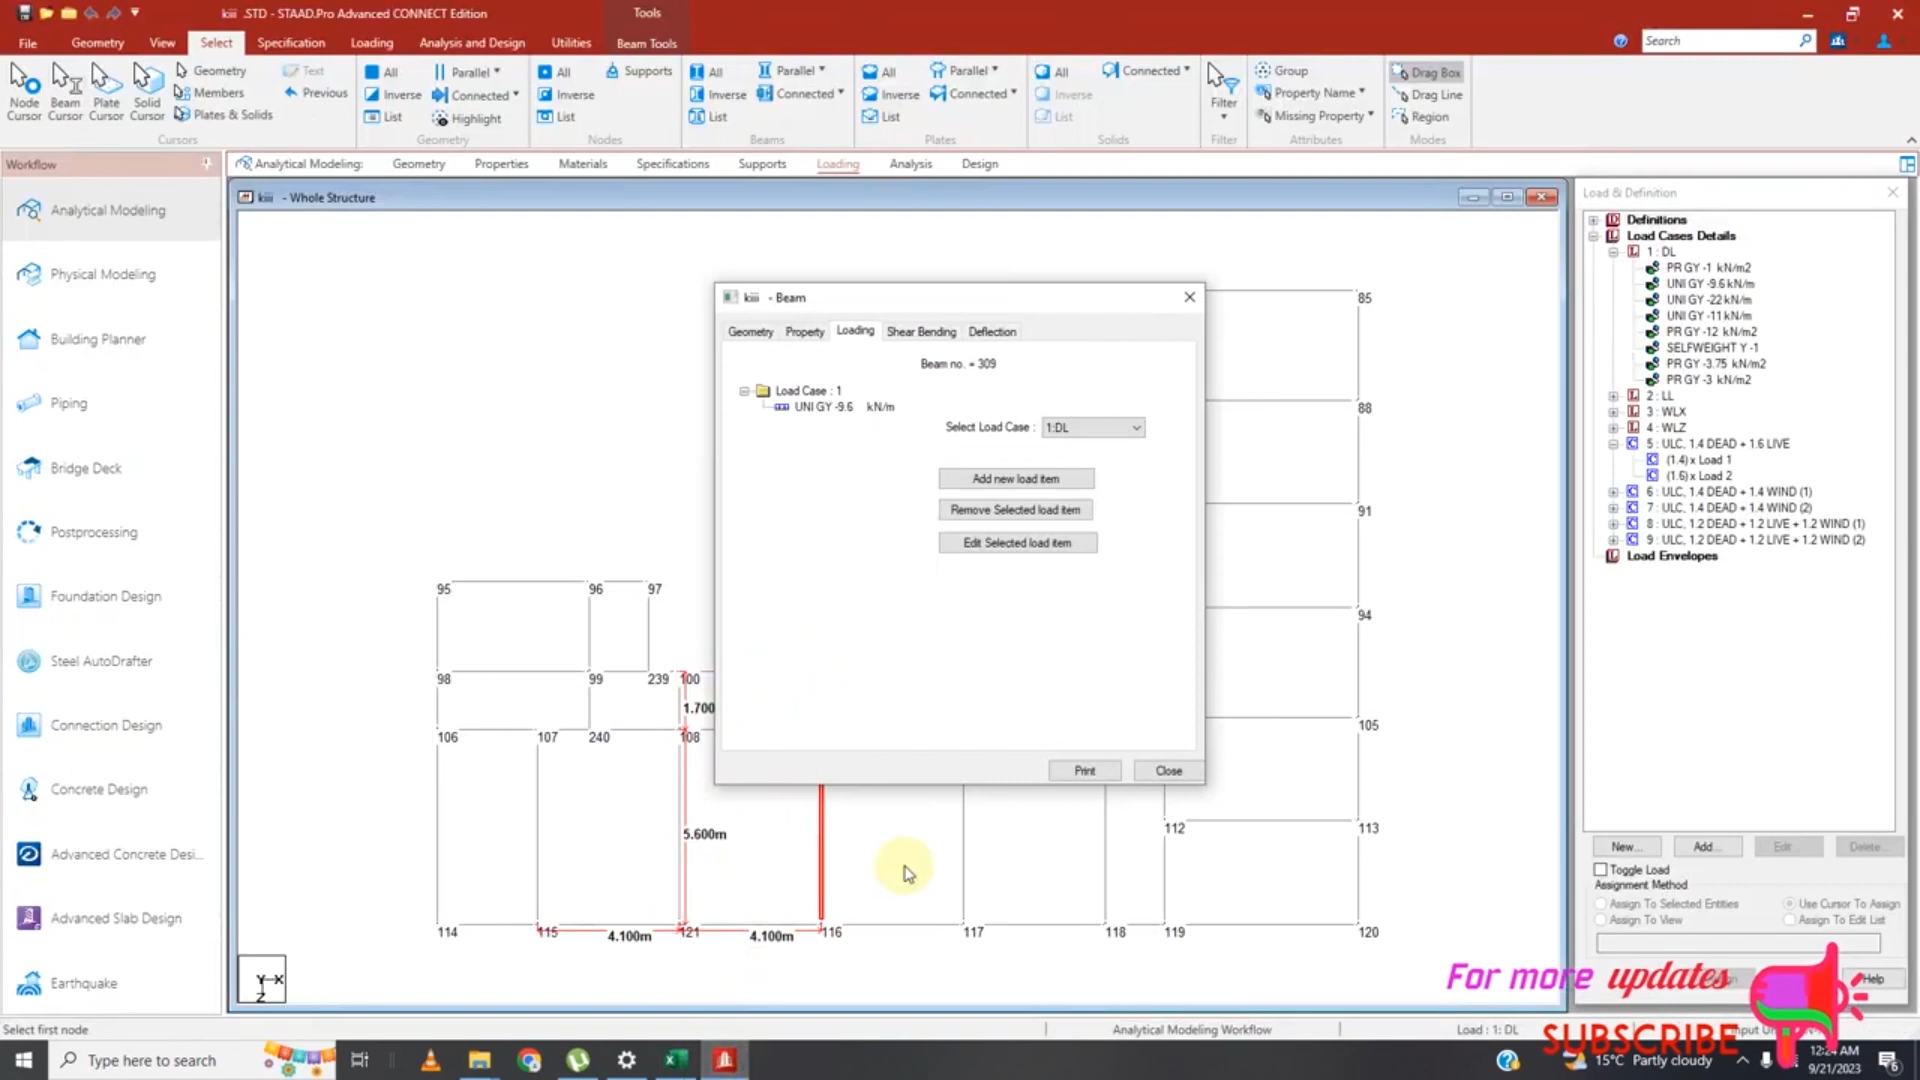 kiii .STD - STAAD.Pro Advanced CONNECT Edition
Tools
File
Geometry
View
Select
Specification
Loading
Analysis and Design
Utilities
Beam Tools
Search
Node Cursor
Beam Cursor
Plate Cursor
Solid Cursor
Geometry
Members
Plates & Solids
Text
Previous
Cursors
All
Inverse
List
Parallel
Connected
Highlight
Geometry
All
Inverse
List
Supports
Nodes
All
Inverse
List
Parallel
Connected
Beams
All
Inverse
List
Parallel
Connected
Plates
All
Inverse
List
Connected
Solids
Filter
Filter
Group
Property Name
Missing Property
Attributes
Drag Box
Drag Line
Region
Modes
Workflow
Analytical Modeling
Physical Modeling
Building Planner
Piping
Bridge Deck
Postprocessing
Foundation Design
Steel AutoDrafter
Connection Design
Concrete Design
Advanced Concrete Desi...
Advanced Slab Design
Earthquake
Analytical Modeling:
Geometry
Properties
Materials
Specifications
Supports
Loading
Analysis
Design
kiii - Whole Structure
85
88
91
94
105
112
113
95
96
97
98
99
239
100
1.700
106
107
240
108
5.600m
114
115
4.100m
121
4.100m
116
117
118
119
120
Y X
Z
kiii - Beam
Geometry
Property
Loading
Shear Bending
Deflection
Beam no. = 309
Load Case : 1
UNI GY -9.6 kN/m
Select Load Case :
1:DL
Add new load item
Remove Selected load item
Edit Selected load item
Print
Close
Load & Definition
Definitions
Load Cases Details
1 : DL
PR GY -1 kN/m2
UNI GY -9.6 kN/m
UNI GY -22 kN/m
UNI GY -11 kN/m
PR GY -12 kN/m2
SELFWEIGHT Y -1
PR GY -3.75 kN/m2
PR GY -3 kN/m2
2 : LL
3 : WLX
4 : WLZ
5 : ULC, 1.4 DEAD + 1.6 LIVE
(1.4) x Load 1
(1.6) x Load 2
6 : ULC, 1.4 DEAD + 1.4 WIND (1)
7 : ULC, 1.4 DEAD + 1.4 WIND (2)
8 : ULC, 1.2 DEAD + 1.2 LIVE + 1.2 WIND (1)
9 : ULC, 1.2 DEAD + 1.2 LIVE + 1.2 WIND (2)
Load Envelopes
New...
Add...
Edit...
Delete...
Toggle Load
Assignment Method
Assign To Selected Entities
Use Cursor To Assign
Assign To View
Assign To Edit List
Help
For more updates
SUBSCRIBE
Select first node
Analytical Modeling Workflow
Load : 1: DL
Type here to search
15°C Partly cloudy
9/21/2023
6